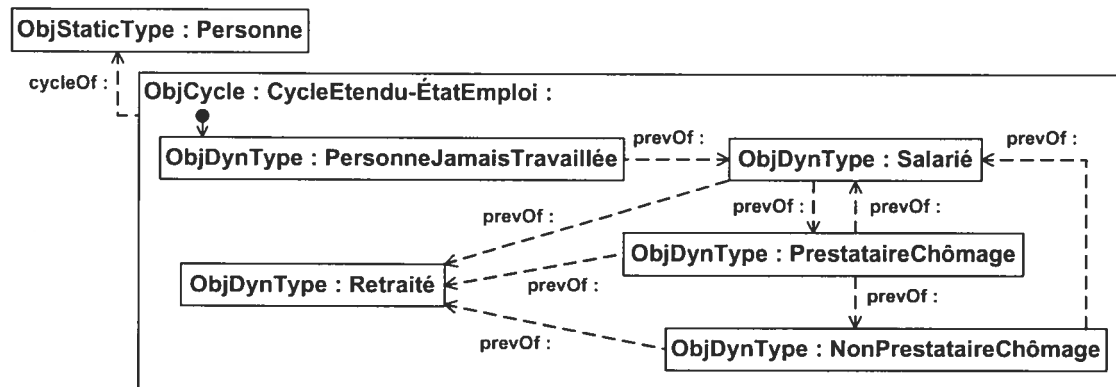 ObjStaticType : Personne
cycleOf :
ObjCycle : CycleEtendu-ÉtatEmploi :
ObjDynType : PersonneJamaisTravaillée
prevOf :
ObjDynType : Salarié
prevOf :
prevOf :
prevOf :
prevOf :
ObjDynType : PrestataireChômage
ObjDynType : Retraité
prevOf :
prevOf :
prevOf :
ObjDynType : NonPrestataireChômage